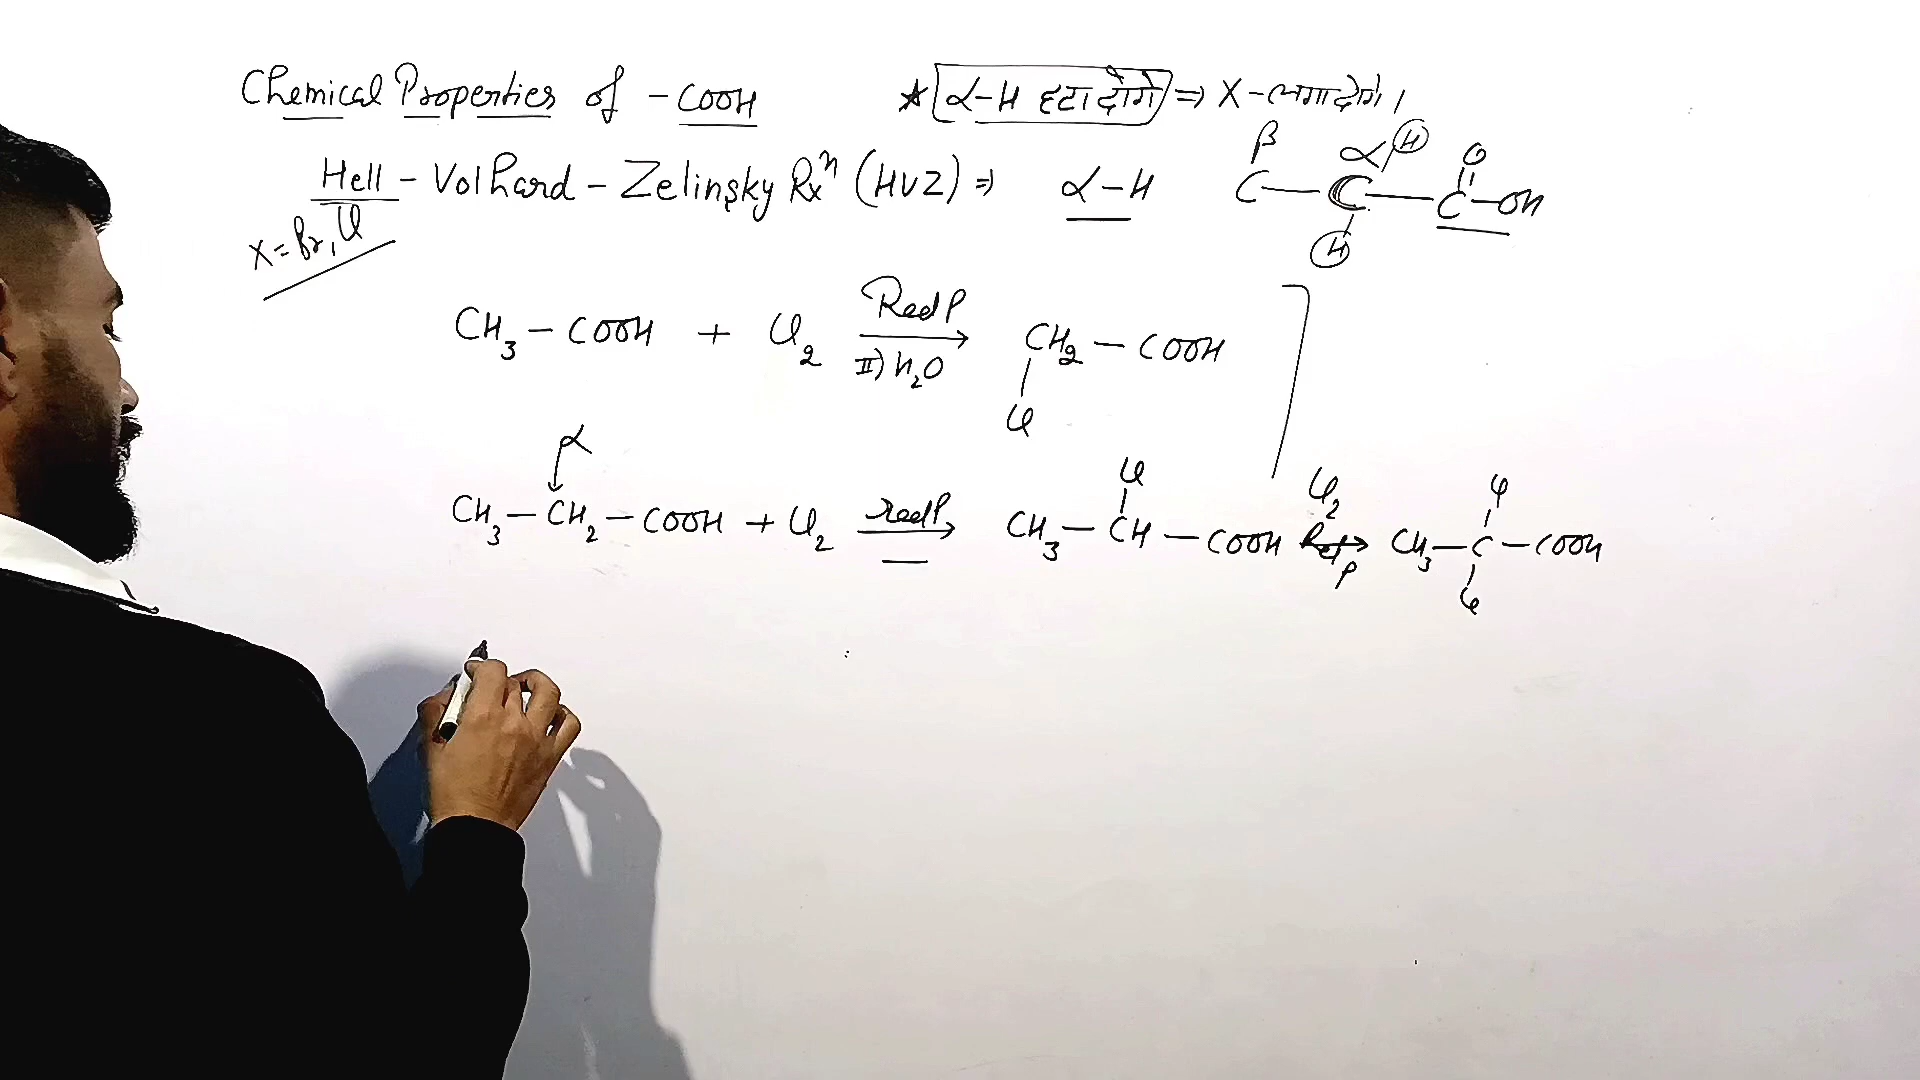 Chemical Properties of -COOH
★ α-H हटा दोगे ⇒ X-लगा देंगे।
Hell-Volhard-Zelinsky Rxⁿ (HVZ) ⇒ α-H
β α H O
C—C—C—OH
H
X = Br, Cl
CH₃-COOH + Cl₂ Red P II) H₂O → CH₂-COOH
Cl
α
CH₃-CH₂-COOH + Cl₂ red P → CH₃-CH-COOH Cl₂ Red P → CH₃-C-COOH
Cl Cl
Cl